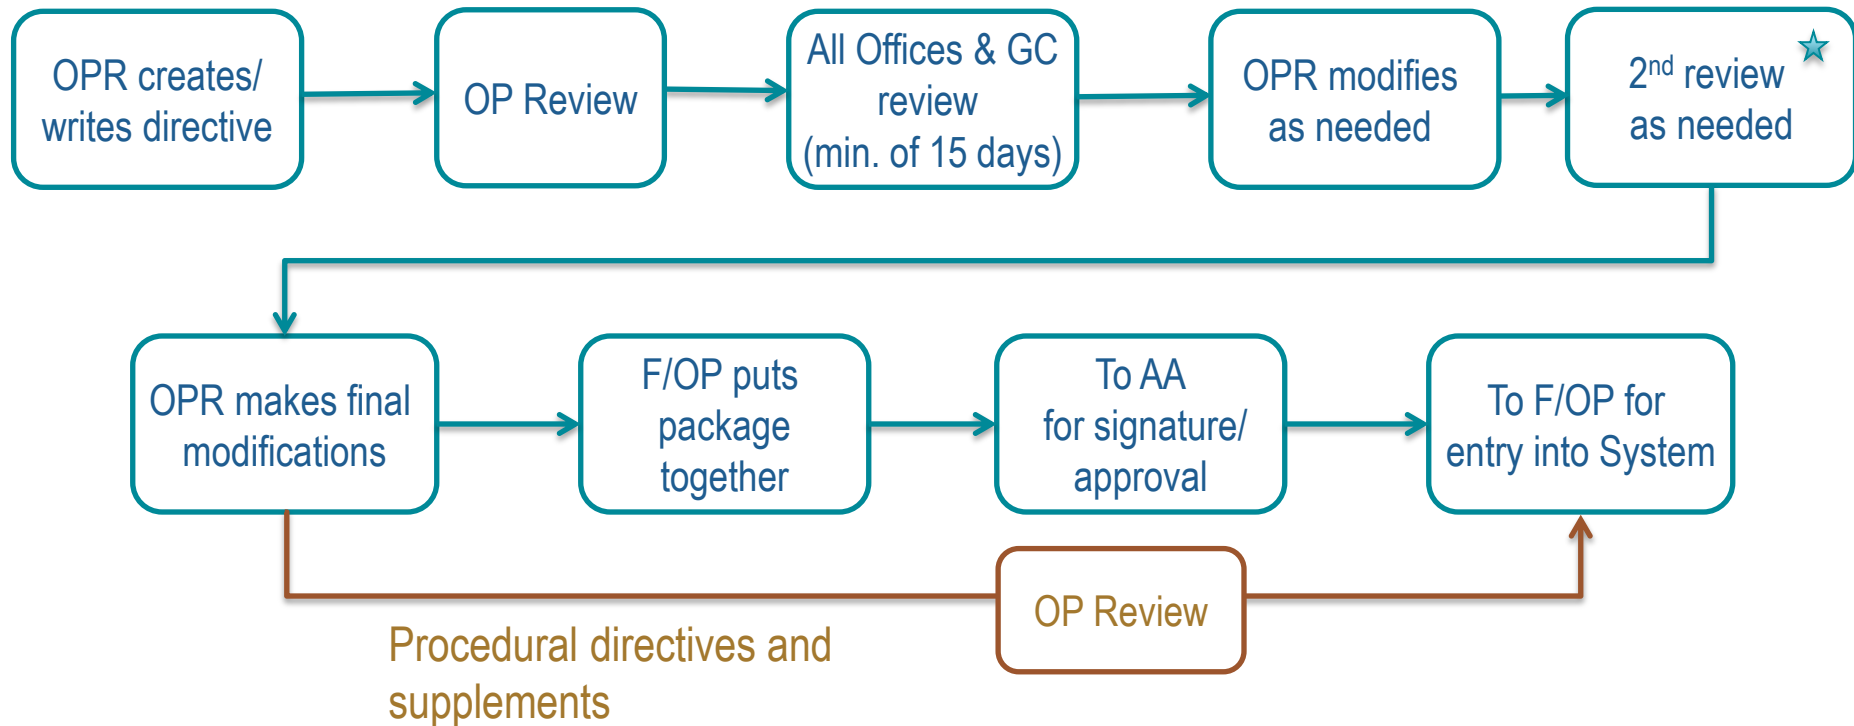 OPR creates/
writes directive
OP Review
All Offices & GC
review
(min. of 15 days)
OPR modifies
as needed
2nd review
as needed
OPR makes final
modifications
F/OP puts
package
together
To AA
for signature/
approval
To F/OP for
entry into System
OP Review
Procedural directives and
supplements